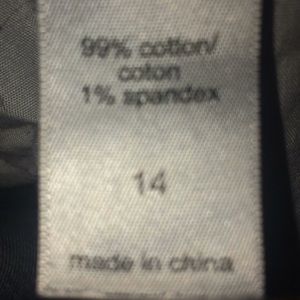 99% cotton/
coton
1% spandex
14
made in china